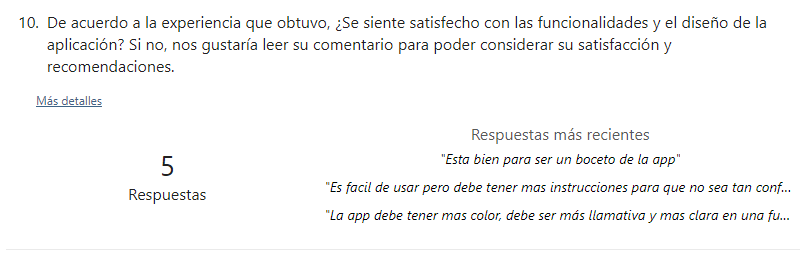 10. De acuerdo a la experiencia que obtuvo, ¿Se siente satisfecho con las funcionalidades y el diseño de la
aplicación? Si no, nos gustaría leer su comentario para poder considerar su satisfacción y
recomendaciones.
Más detalles
5
Respuestas
Respuestas más recientes
"Esta bien para ser un boceto de la app"
"Es facil de usar pero debe tener mas instrucciones para que no sea tan conf...
"La app debe tener mas color, debe ser más llamativa y mas clara en una fu...